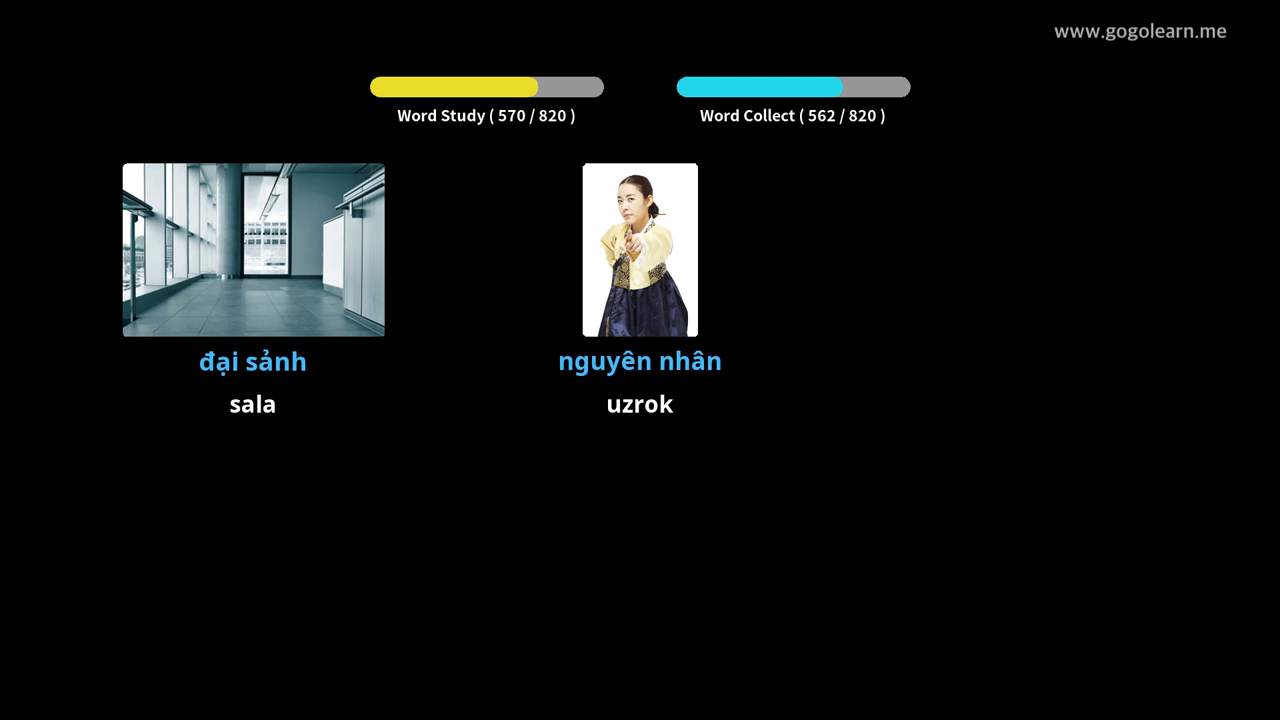 www.gogolearn.me
Word Study ( 570 / 820 )
Word Collect ( 562 / 820 )
đại sảnh
nguyên nhân
sala
uzrok